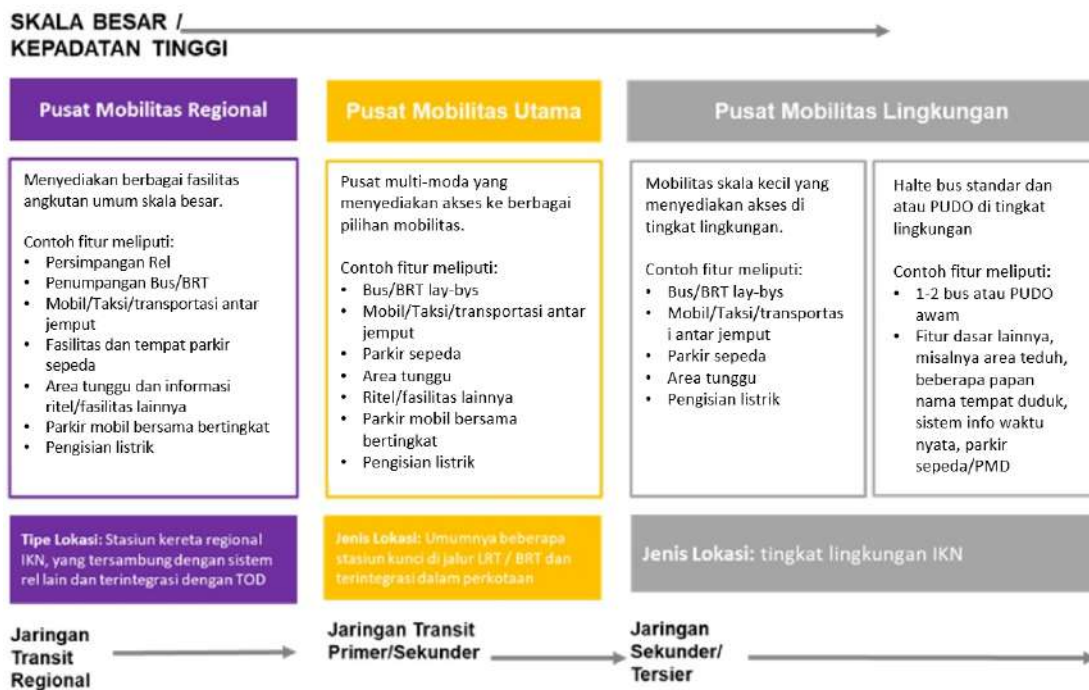 SKALA BESAR /
KEPADATAN TINGGI
Pusat Mobilitas Regional
Menyediakan berbagai fasilitas
angkutan umum skala besar.
Contoh fitur meliputi:
• Persimpangan Rel
• Penumpangan Bus/BRT
• Mobil/Taksi/transportasi antar
jemput
• Fasilitas dan tempat parkir
sepeda
• Area tunggu dan informasi
ritel/fasilitas lainnya
• Parkir mobil bersama bertingkat
• Pengisian listrik
Tipe Lokasi: Stasiun kereta regional
IKN, yang tersambung dengan sistem
rel lain dan terintegrasi dengan TOD
Jaringan
Transit
Regional
Pusat Mobilitas Utama
Pusat multi-moda yang
menyediakan akses ke berbagai
pilihan mobilitas.
Contoh fitur meliputi:
• Bus/BRT lay-bys
• Mobil/Taksi/transportasi antar
jemput
• Parkir sepeda
• Area tunggu
• Ritel/fasilitas lainnya
• Parkir mobil bersama
bertingkat
• Pengisian listrik
Jenis Lokasi: Umumnya beberapa
stasiun kunci di jalur LRT / BRT dan
terintegrasi dalam perkotaan
Jaringan Transit
Primer/Sekunder
Pusat Mobilitas Lingkungan
Mobilitas skala kecil yang
menyediakan akses di
tingkat lingkungan.
Contoh fitur meliputi:
• Bus/BRT lay-bys
• Mobil/Taksi/transportas
i antar jemput
• Parkir sepeda
• Area tunggu
• Pengisian listrik
Halte bus standar dan
atau PUDO di tingkat
lingkungan
Contoh fitur meliputi:
• 1-2 bus atau PUDO
awam
• Fitur dasar lainnya,
misalnya area teduh,
beberapa papan
nama tempat duduk,
sistem info waktu
nyata, parkir
sepeda/PMD
Jenis Lokasi: tingkat lingkungan IKN
Jaringan
Sekunder/
Tersier